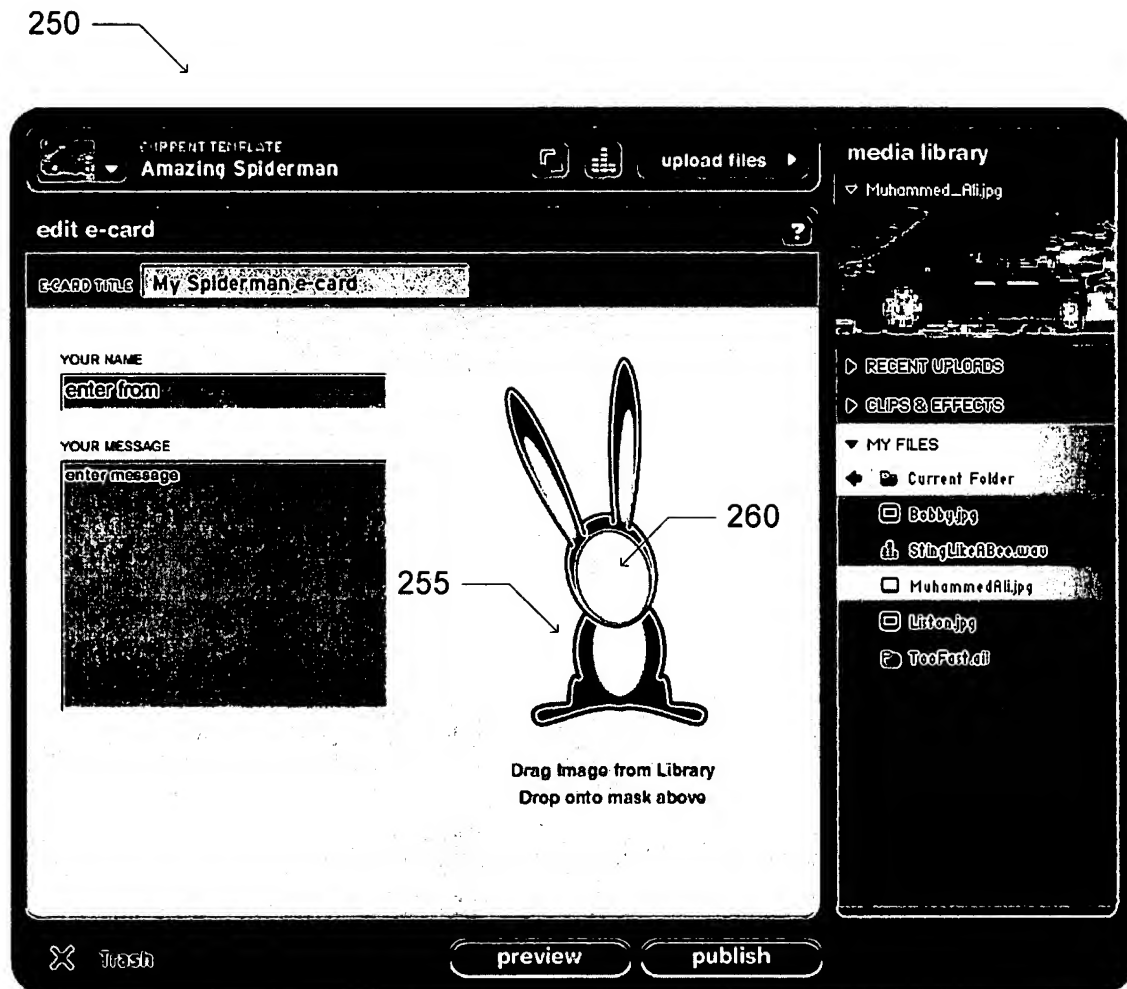 250
CURRENT TEMPLATE
Amazing Spiderman
upload files
edit e-card
?
E-CARD TITLE
My Spiderman e-card
YOUR NAME
enter from
YOUR MESSAGE
enter message
255
260
Drag Image from Library
Drop onto mask above
Trash
preview
publish
media library
Muhammed_Ali.jpg
RECENT UPLOADS
CLIPS & EFFECTS
MY FILES
Current Folder
Bobby.jpg
StingLikeABee.wav
MuhammedAli.jpg
Liston.jpg